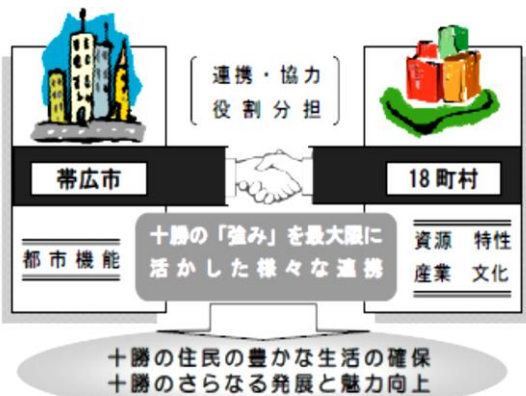 連携・協力
役割分担
帯広市
18町村
都市機能
十勝の「強み」を最大限に
活かした様々な連携
資源 特性
産業 文化
十勝の住民の豊かな生活の確保
十勝のさらなる発展と魅力向上